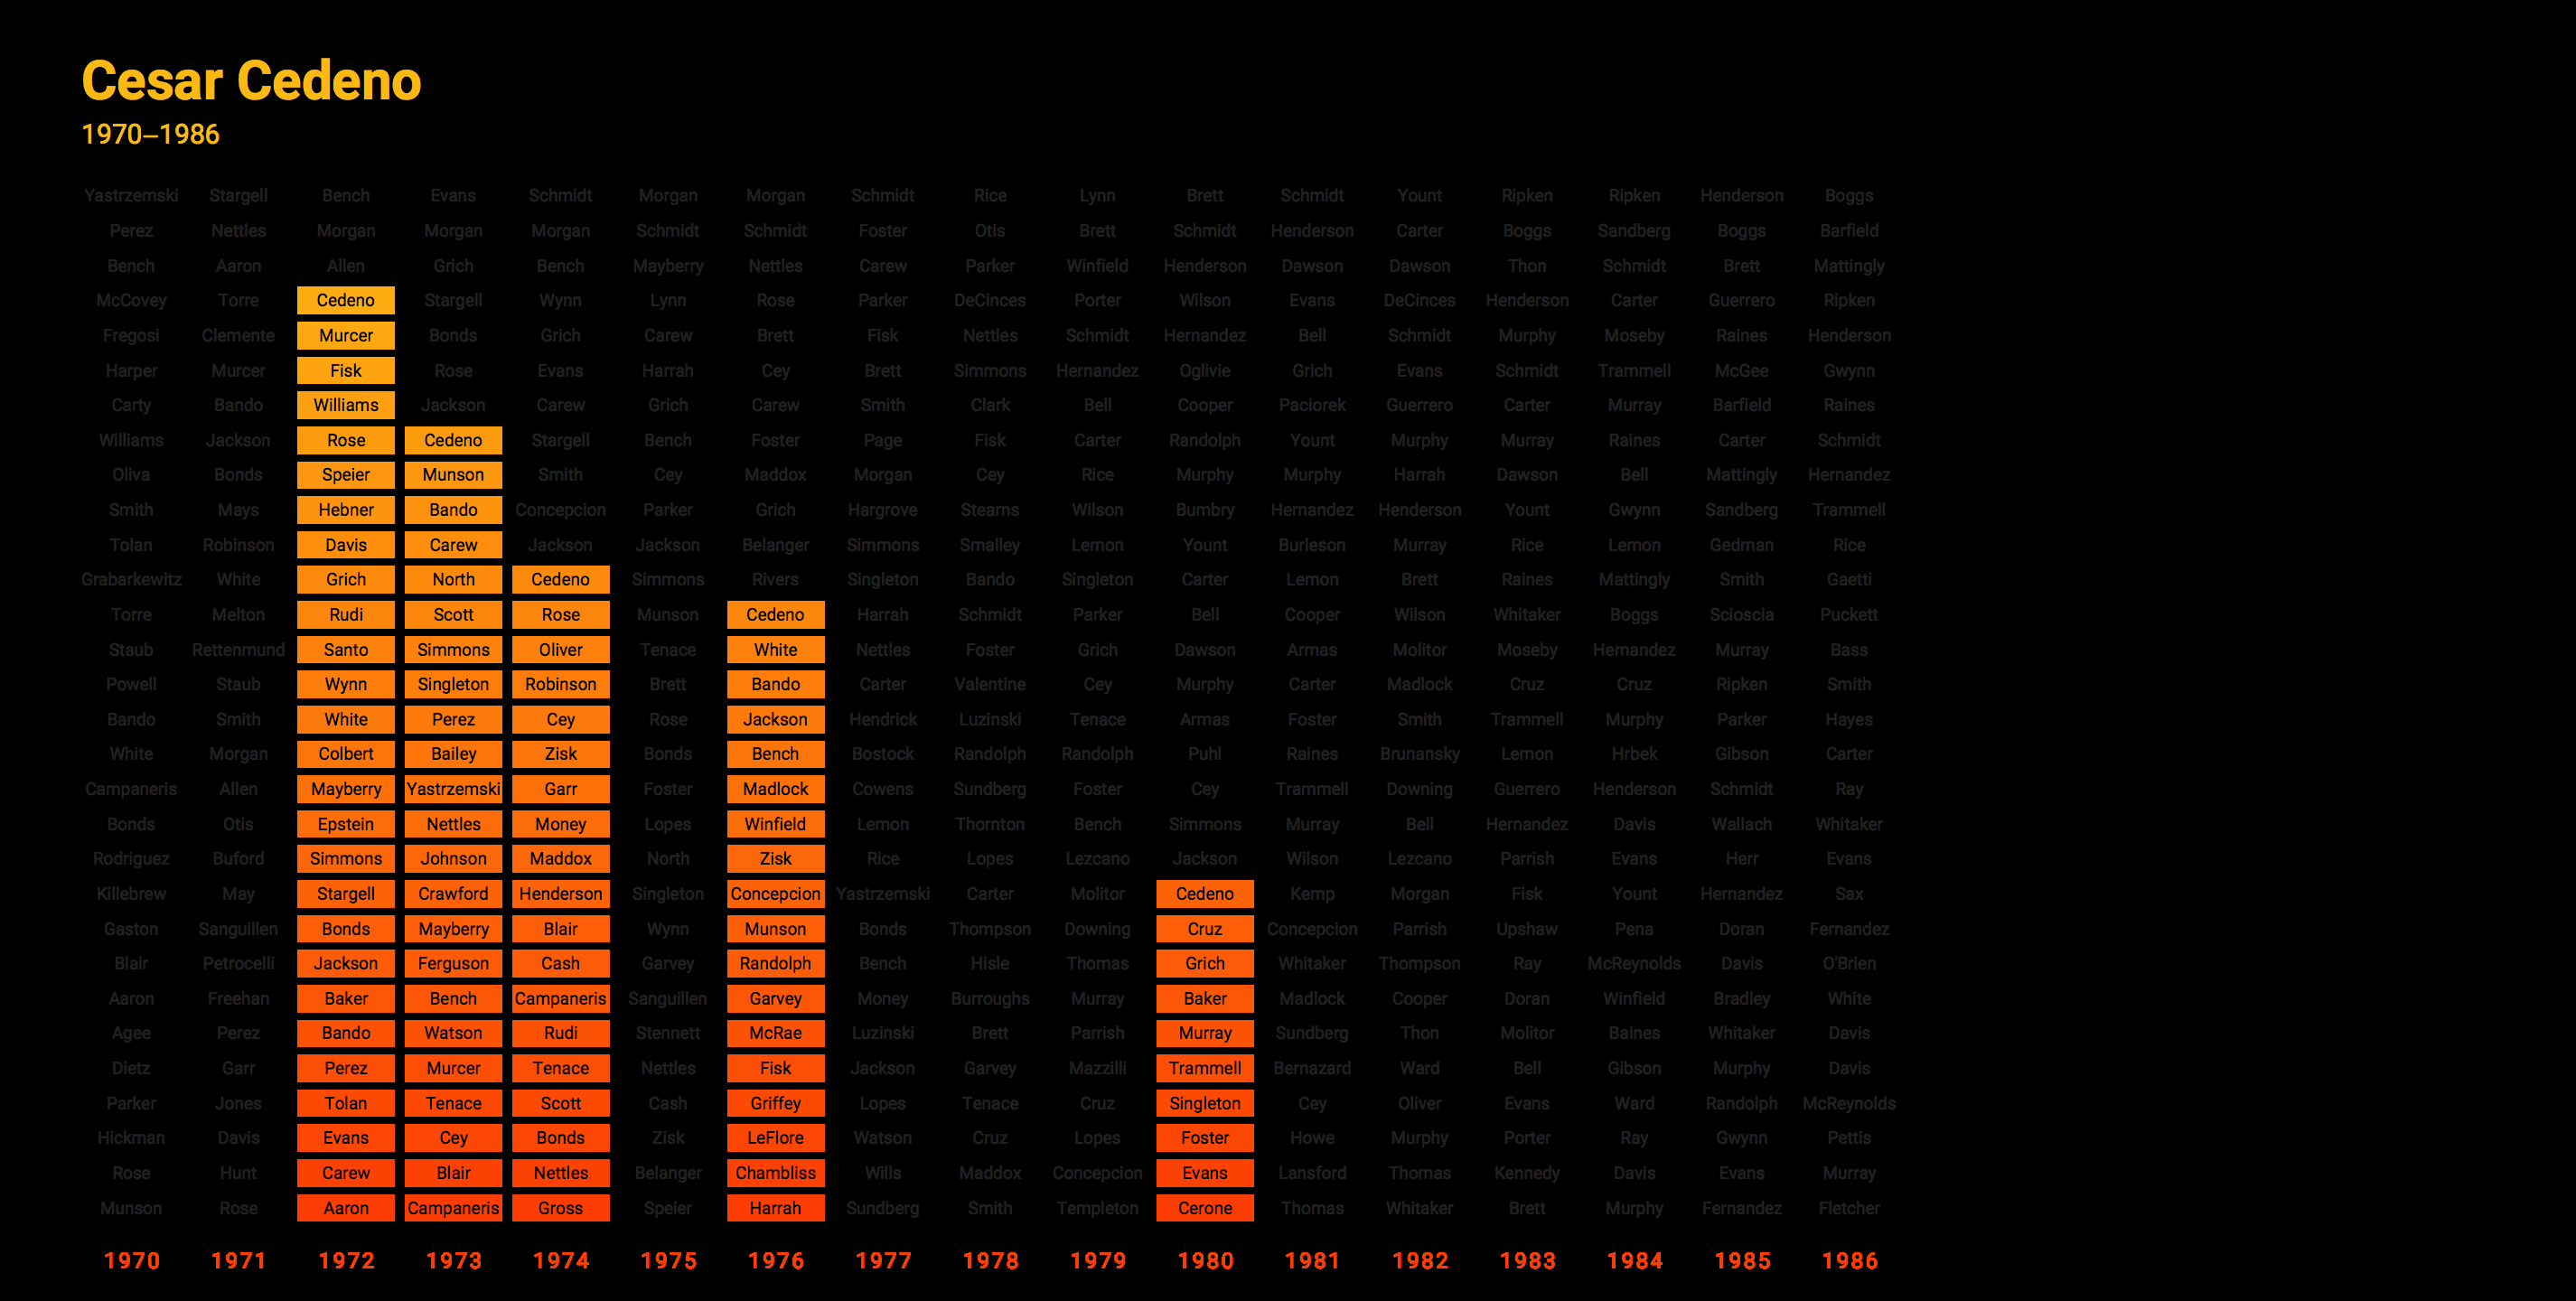 Cesar Cedeno
1970–1986
Yastrzemski Stargell Bench Evans Schmidt Morgan Morgan Schmidt Rice Lynn Brett Schmidt Yount Ripken Ripken Henderson Boggs
Perez Nettles Morgan Morgan Morgan Schmidt Schmidt Foster Otis Brett Schmidt Henderson Carter Boggs Sandberg Boggs Barfield
Bench Aaron Allen Grich Bench Mayberry Nettles Carew Parker Winfield Henderson Dawson Dawson Thon Schmidt Brett Mattingly
McCovey Torre Cedeno Stargell Wynn Lynn Rose Parker DeCinces Porter Wilson Evans DeCinces Henderson Carter Guerrero Ripken
Fregosi Clemente Murcer Bonds Grich Carew Brett Fisk Nettles Schmidt Hernandez Bell Schmidt Murphy Moseby Raines Henderson
Harper Murcer Fisk Rose Evans Harrah Cey Brett Simmons Hernandez Oglivie Grich Evans Schmidt Trammell McGee Gwynn
Carty Bando Williams Jackson Carew Grich Carew Smith Clark Bell Cooper Paciorek Guerrero Carter Murray Barfield Raines
Williams Jackson Rose Cedeno Stargell Bench Foster Page Fisk Carter Randolph Yount Murphy Murray Raines Carter Schmidt
Oliva Bonds Speier Munson Smith Cey Maddox Morgan Cey Rice Murphy Murphy Harrah Dawson Bell Mattingly Hernandez
Smith Mays Hebner Bando Concepcion Parker Grich Hargrove Stearns Wilson Bumbry Hernandez Henderson Yount Gwynn Sandberg Trammell
Tolan Robinson Davis Carew Jackson Jackson Belanger Simmons Smalley Lemon Yount Burleson Murray Rice Lemon Gedman Rice
Grabarkewitz White Grich North Cedeno Simmons Rivers Singleton Bando Singleton Carter Lemon Brett Raines Mattingly Smith Gaetti
Torre Melton Rudi Scott Rose Munson Cedeno Harrah Schmidt Parker Bell Cooper Wilson Whitaker Boggs Scioscia Puckett
Staub Rettenmund Santo Simmons Oliver Tenace White Nettles Foster Grich Dawson Armas Molitor Moseby Hernandez Murray Bass
Powell Staub Wynn Singleton Robinson Brett Bando Carter Valentine Cey Murphy Carter Madlock Cruz Cruz Ripken Smith
Bando Smith White Perez Cey Rose Jackson Hendrick Luzinski Tenace Armas Foster Smith Trammell Murphy Parker Hayes
White Morgan Colbert Bailey Zisk Bonds Bench Bostock Randolph Randolph Puhl Raines Brunansky Lemon Hrbek Gibson Carter
Campaneris Allen Mayberry Yastrzemski Garr Foster Madlock Cowens Sundberg Foster Cey Trammell Downing Guerrero Henderson Schmidt Ray
Bonds Otis Epstein Nettles Money Lopes Winfield Lemon Thornton Bench Simmons Murray Bell Hernandez Davis Wallach Whitaker
Rodriguez Buford Simmons Johnson Maddox North Zisk Rice Lopes Lezcano Jackson Wilson Lezcano Parrish Evans Herr Evans
Killebrew May Stargell Crawford Henderson Singleton Concepcion Yastrzemski Carter Molitor Cedeno Kemp Morgan Fisk Yount Hernandez Sax
Gaston Sanguillen Bonds Mayberry Blair Wynn Munson Bonds Thompson Downing Cruz Concepcion Parrish Upshaw Pena Doran Fernandez
Blair Petrocelli Jackson Ferguson Cash Garvey Randolph Bench Hisle Thomas Grich Whitaker Thompson Ray McReynolds Davis O'Brien
Aaron Freehan Baker Bench Campaneris Sanguillen Garvey Money Burroughs Murray Baker Madlock Cooper Doran Winfield Bradley White
Agee Perez Bando Watson Rudi Stennett McRae Luzinski Brett Parrish Murray Sundberg Thon Molitor Baines Whitaker Davis
Dietz Garr Perez Murcer Tenace Nettles Fisk Jackson Garvey Mazzilli Trammell Bernazard Ward Bell Gibson Murphy Davis
Parker Jones Tolan Tenace Scott Cash Griffey Lopes Tenace Cruz Singleton Cey Oliver Evans Ward Randolph McReynolds
Hickman Davis Evans Cey Bonds Zisk LeFlore Watson Cruz Lopes Foster Howe Murphy Porter Ray Gwynn Pettis
Rose Hunt Carew Blair Nettles Belanger Chambliss Wills Maddox Concepcion Evans Lansford Thomas Kennedy Davis Evans Murray
Munson Rose Aaron Campaneris Gross Speier Harrah Sundberg Smith Templeton Cerone Thomas Whitaker Brett Murphy Fernandez Fletcher
1970 1971 1972 1973 1974 1975 1976 1977 1978 1979 1980 1981 1982 1983 1984 1985 1986